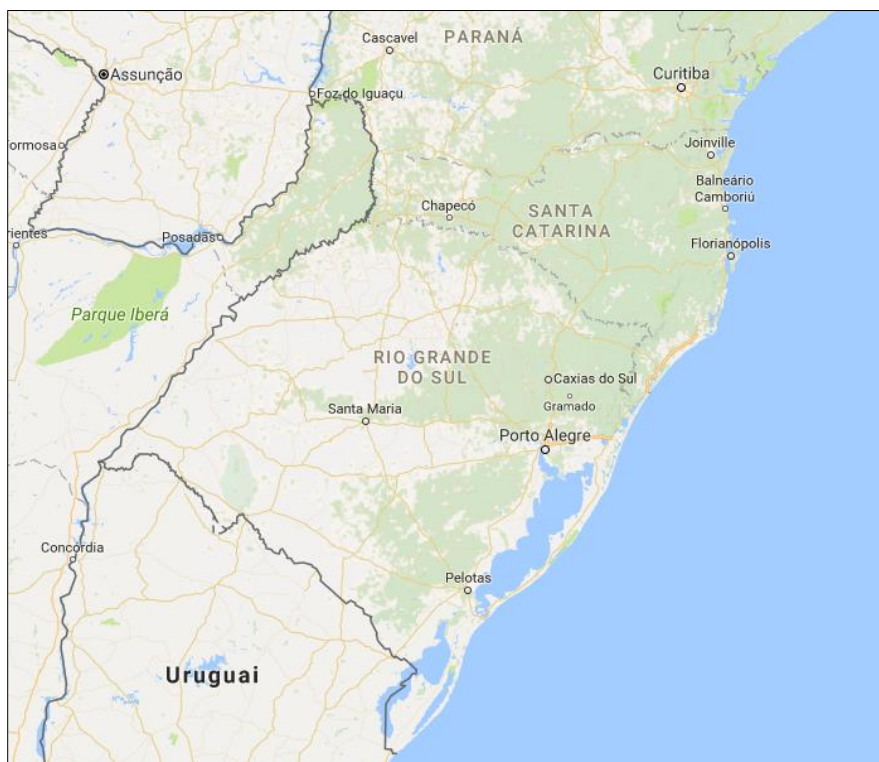 Cascavel
PARANÁ
Assunção
Curitiba
Foz do Iguaçu
Joinville
ormosa
Balneário
Camboriú
Chapecó
SANTA
CATARINA
rientes
Posadas
Florianópolis
Parque Iberá
RIO GRANDE
DO SUL
Caxias do Sul
Gramado
Santa Maria
Porto Alegre
Concórdia
Pelotas
Uruguai